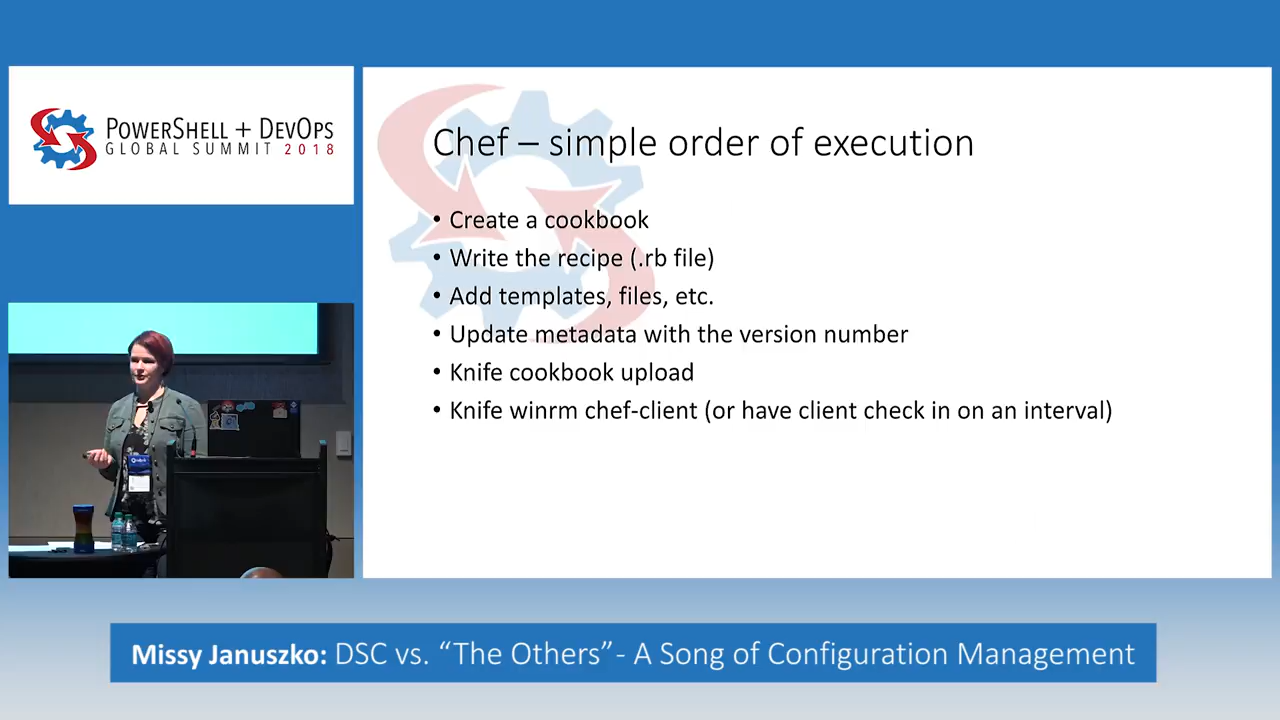 POWERSHELL + DEVOPS
GLOBAL SUMMIT 2018
Chef – simple order of execution
• Create a cookbook
• Write the recipe (.rb file)
• Add templates, files, etc.
• Update metadata with the version number
• Knife cookbook upload
• Knife winrm chef-client (or have client check in on an interval)
Missy Januszko: DSC vs. “The Others”- A Song of Configuration Management